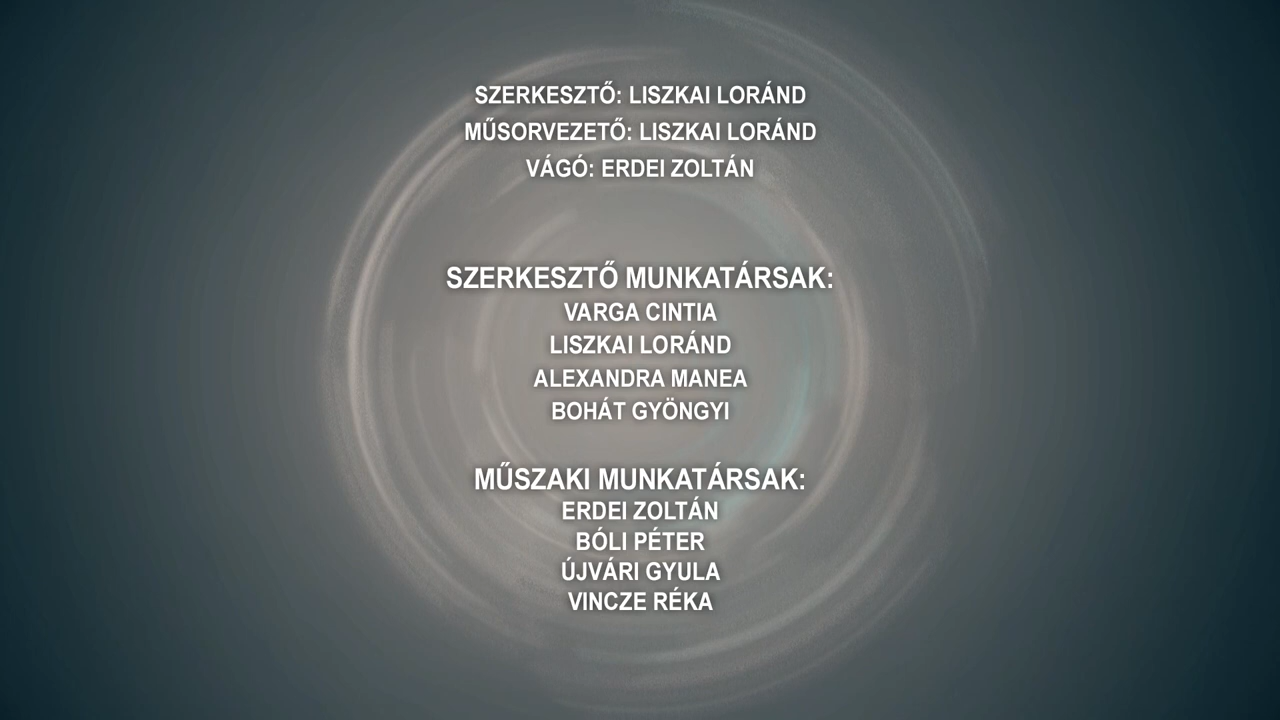 SZERKESZTŐ: LISZKAI LORÁND
MŰSORVEZETŐ: LISZKAI LORÁND
VÁGÓ: ERDEI ZOLTÁN
SZERKESZTŐ MUNKATÁRSAK:
VARGA CINTIA
LISZKAI LORÁND
ALEXANDRA MANEA
BOHÁT GYÖNGYI
MŰSZAKI MUNKATÁRSAK:
ERDEI ZOLTÁN
BÓLI PÉTER
ÚJVÁRI GYULA
VINCZE RÉKA